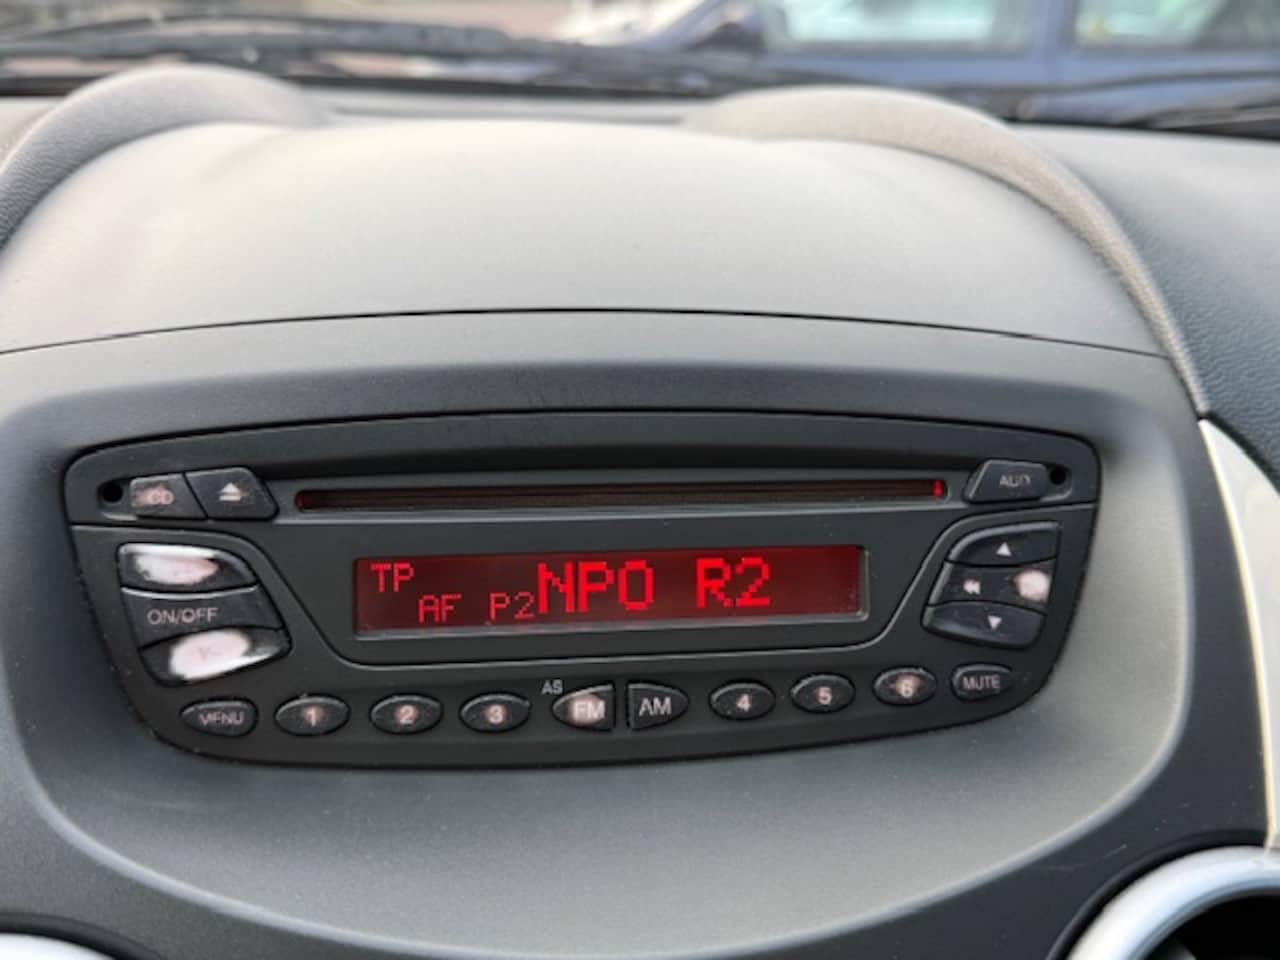 CD
AUD
TP
AF P2 NPO R2
ON/OFF
V-
MENU 1 2 3 AS FM AM 4 5 6 MUTE